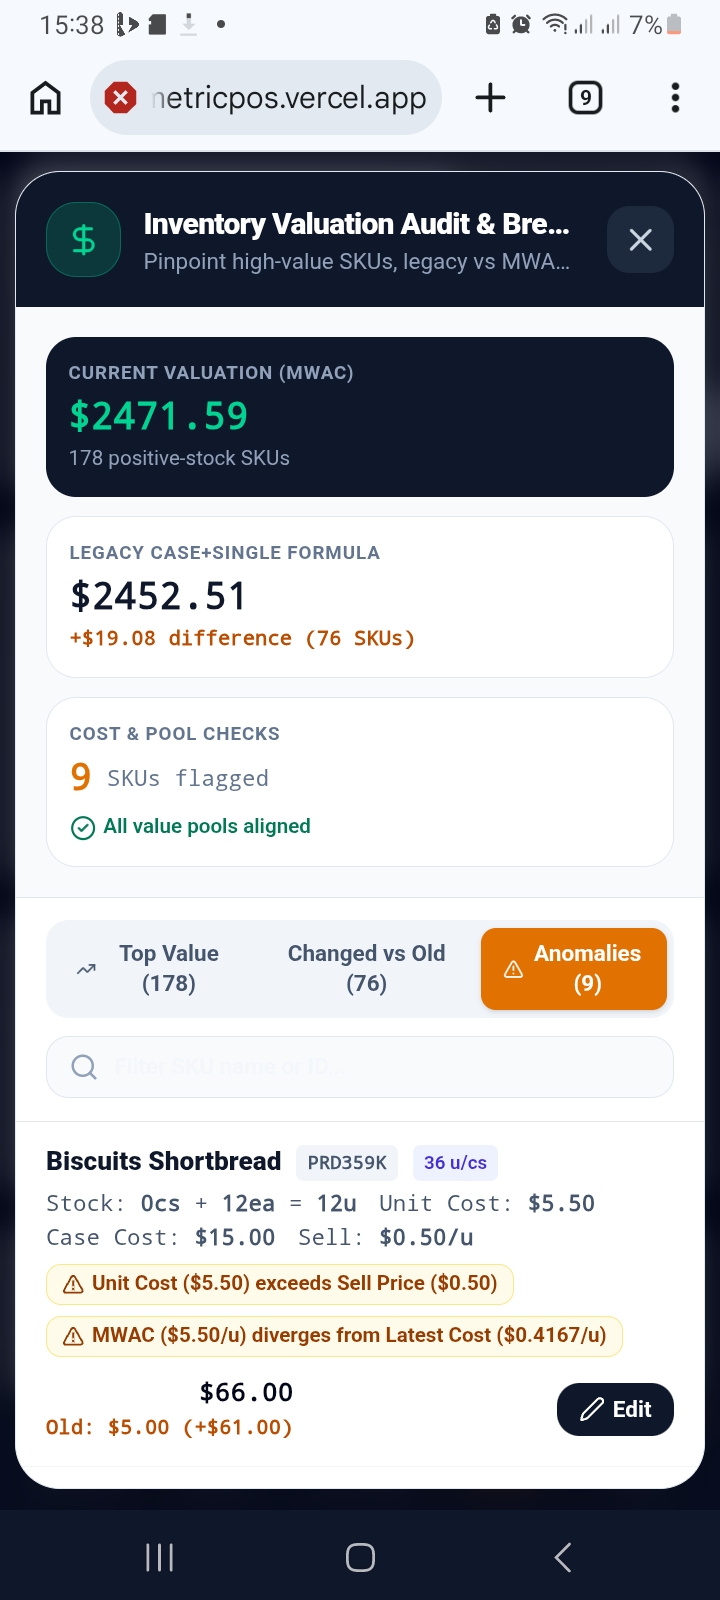 15:38
7%
netricpos.vercel.app
9
Inventory Valuation Audit & Bre...
Pinpoint high-value SKUs, legacy vs MWA...
CURRENT VALUATION (MWAC)
$2471.59
178 positive-stock SKUs
LEGACY CASE+SINGLE FORMULA
$2452.51
+$19.08 difference (76 SKUs)
COST & POOL CHECKS
9 SKUs flagged
All value pools aligned
Top Value (178)
Changed vs Old (76)
Anomalies (9)
Filter SKU name or ID...
Biscuits Shortbread PRD359K 36 u/cs
Stock: 0cs + 12ea = 12u Unit Cost: $5.50
Case Cost: $15.00 Sell: $0.50/u
Unit Cost ($5.50) exceeds Sell Price ($0.50)
MWAC ($5.50/u) diverges from Latest Cost ($0.4167/u)
$66.00
Old: $5.00 (+$61.00)
Edit